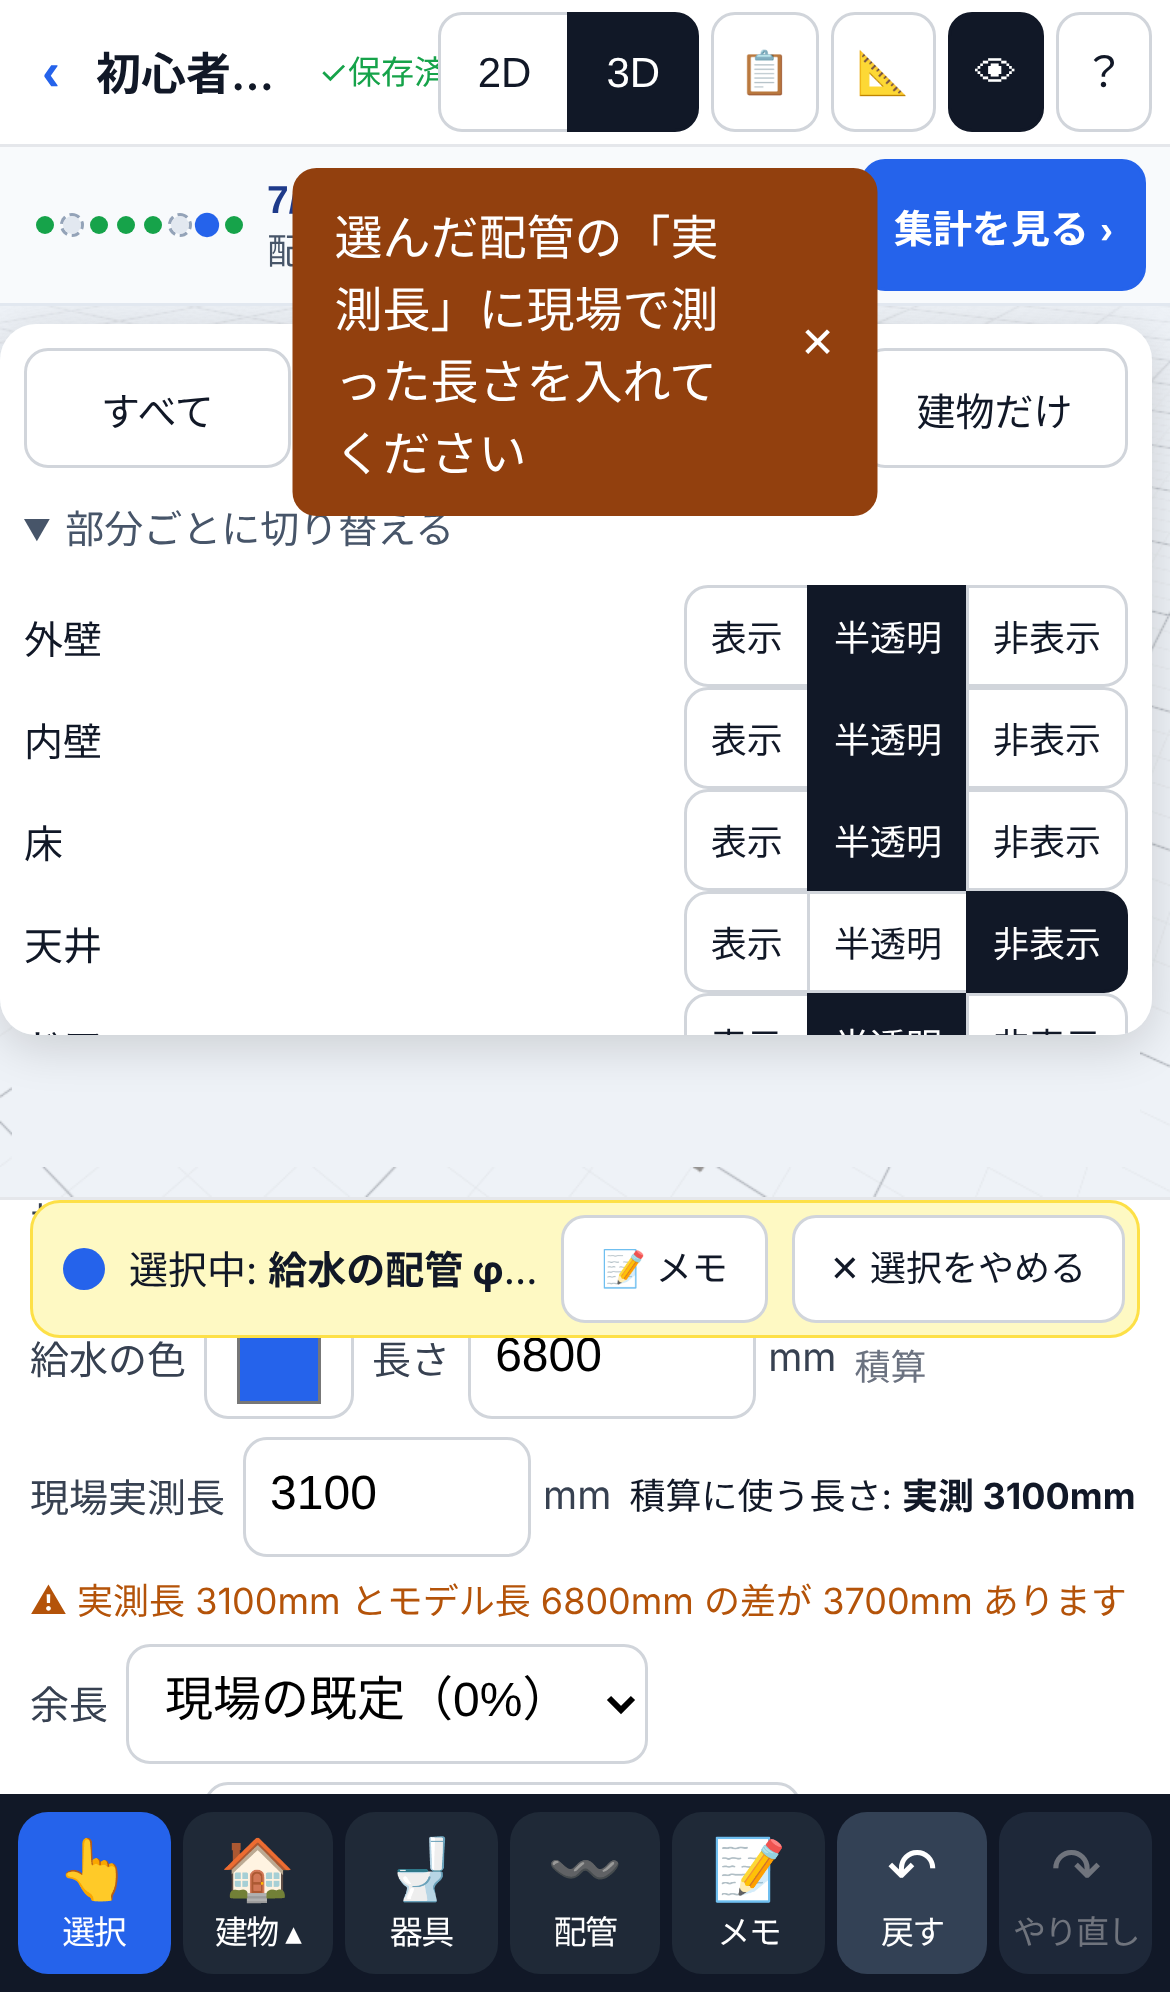 ‹ 初心者… ✓保存済 2D 3D ?
7/
配
集計を見る ›
選んだ配管の「実
測長」に現場で測
った長さを入れて
ください
×
すべて
建物だけ
▼ 部分ごとに切り替える
外壁 表示 半透明 非表示
内壁 表示 半透明 非表示
床 表示 半透明 非表示
天井 表示 半透明 非表示
表示 半透明 非表示
選択中: 給水の配管 φ… メモ ✕ 選択をやめる
給水の色 長さ 6800 mm 積算
現場実測長 3100 mm 積算に使う長さ: 実測 3100mm
⚠ 実測長 3100mm とモデル長 6800mm の差が 3700mm あります
余長 現場の既定（0%）
選択 建物▲ 器具 配管 メモ 戻す やり直し